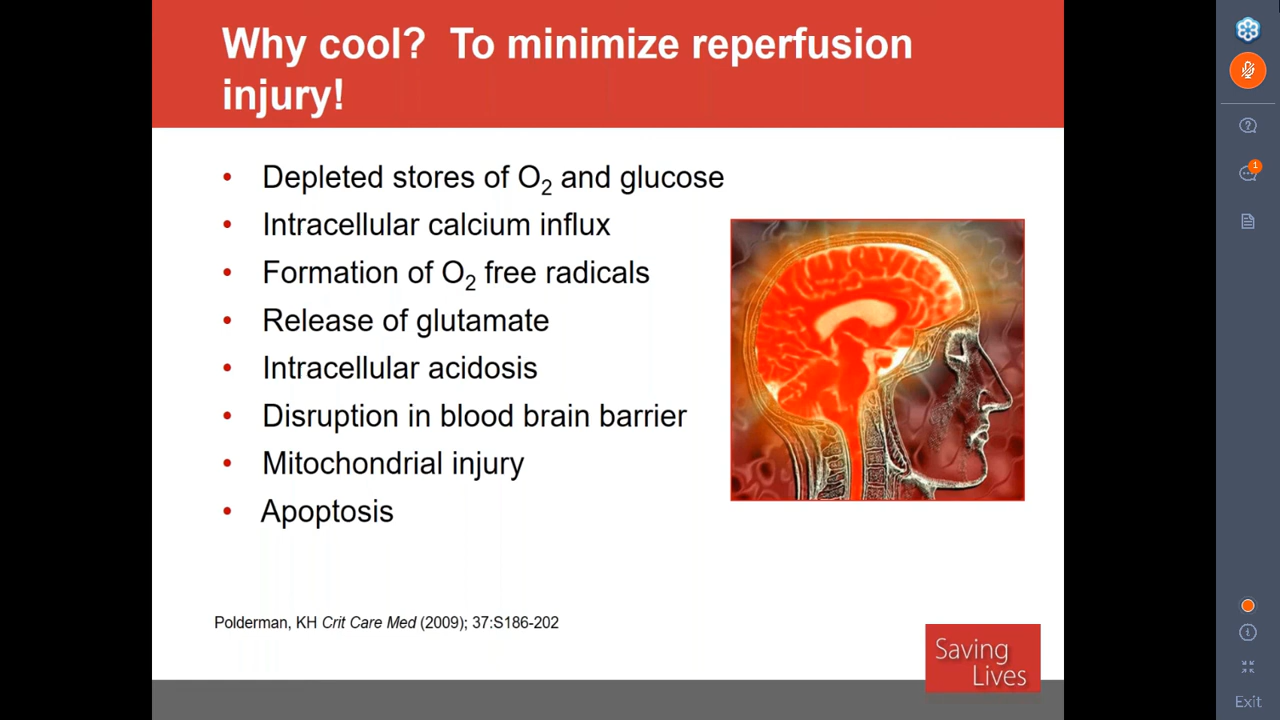 Why cool? To minimize reperfusion
injury!
• Depleted stores of O₂ and glucose
• Intracellular calcium influx
• Formation of O₂ free radicals
• Release of glutamate
• Intracellular acidosis
• Disruption in blood brain barrier
• Mitochondrial injury
• Apoptosis
Polderman, KH Crit Care Med (2009); 37:S186-202
Saving
Lives
1
Exit